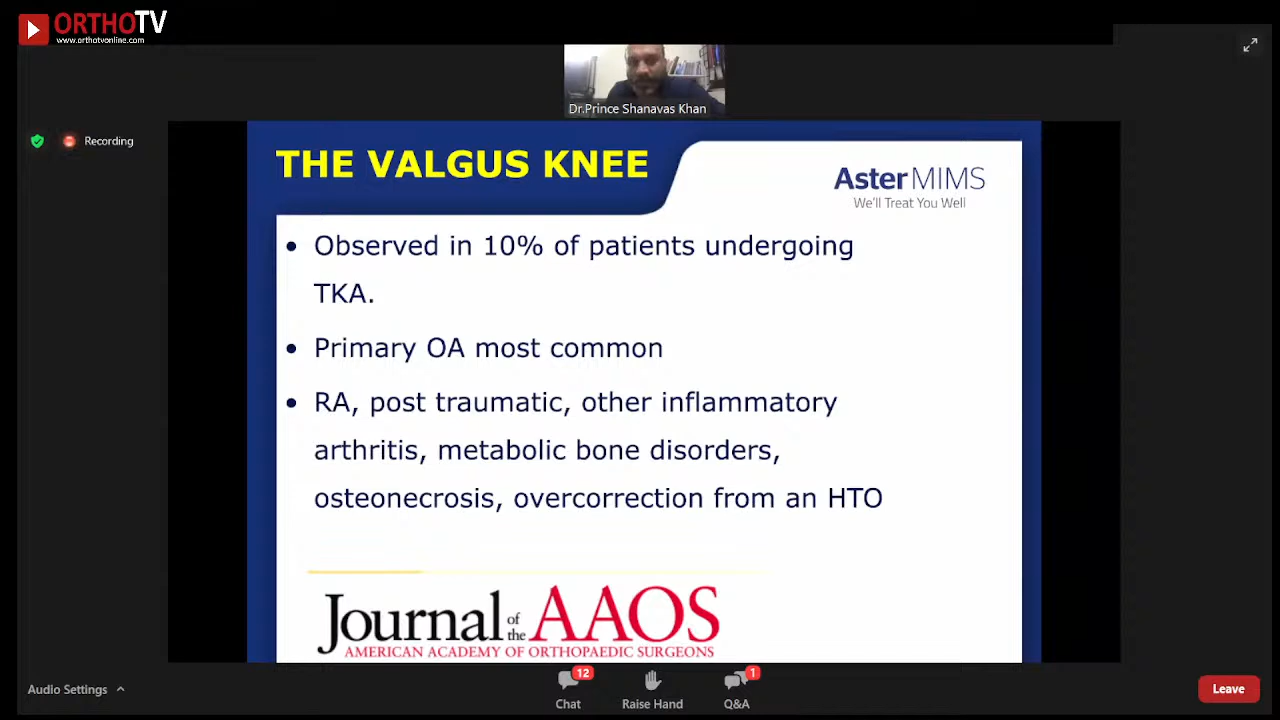 ORTHOTV
www.orthotvonline.com
Dr.Prince Shanavas Khan
Recording
THE VALGUS KNEE
AsterMIMS
We'll Treat You Well
• Observed in 10% of patients undergoing
TKA.
• Primary OA most common
• RA, post traumatic, other inflammatory
arthritis, metabolic bone disorders,
osteonecrosis, overcorrection from an HTO
Journal of the AAOS
AMERICAN ACADEMY OF ORTHOPAEDIC SURGEONS
Audio Settings
12
Chat
Raise Hand
1
Q&A
Leave